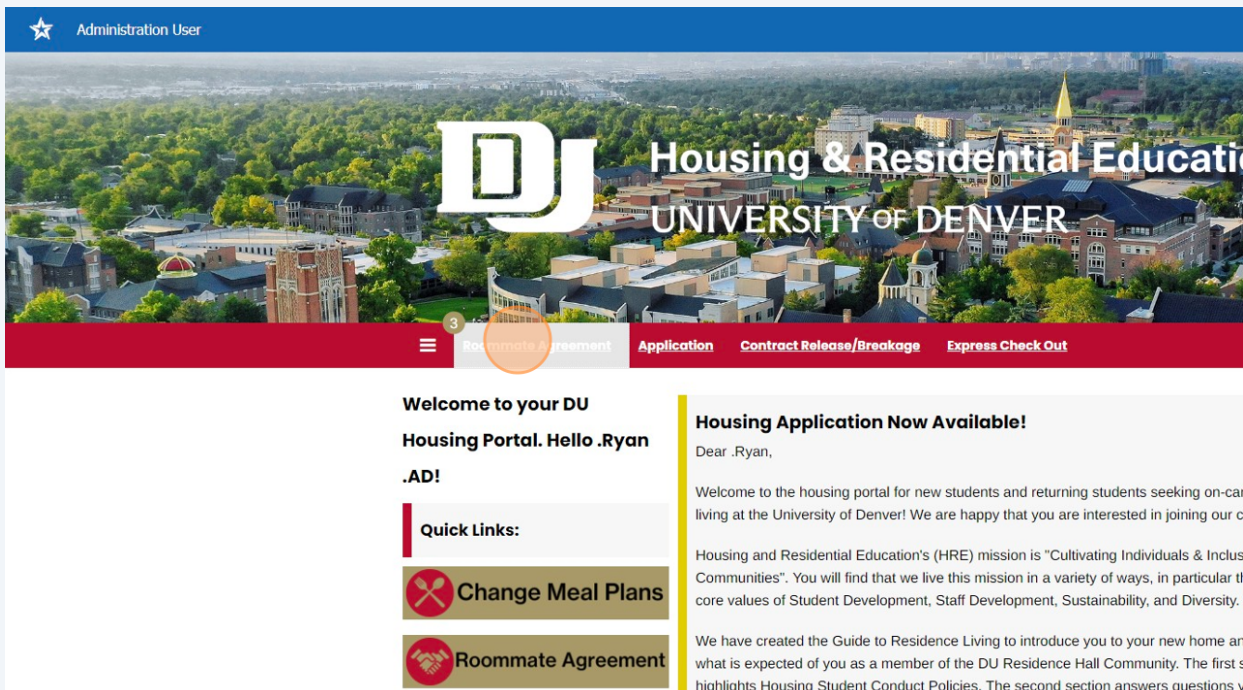 Administration User
DU
Housing & Residential Educatio
UNIVERSITY OF DENVER
3
Roommate Agreement Application Contract Release/Breakage Express Check Out
Welcome to your DU
Housing Portal. Hello .Ryan
.AD!
Quick Links:
Change Meal Plans
Roommate Agreement
Housing Application Now Available!
Dear .Ryan,
Welcome to the housing portal for new students and returning students seeking on-car
living at the University of Denver! We are happy that you are interested in joining our c
Housing and Residential Education's (HRE) mission is "Cultivating Individuals & Inclus
Communities". You will find that we live this mission in a variety of ways, in particular th
core values of Student Development, Staff Development, Sustainability, and Diversity.
We have created the Guide to Residence Living to introduce you to your new home an
what is expected of you as a member of the DU Residence Hall Community. The first s
highlights Housing Student Conduct Policies. The second section answers questions y